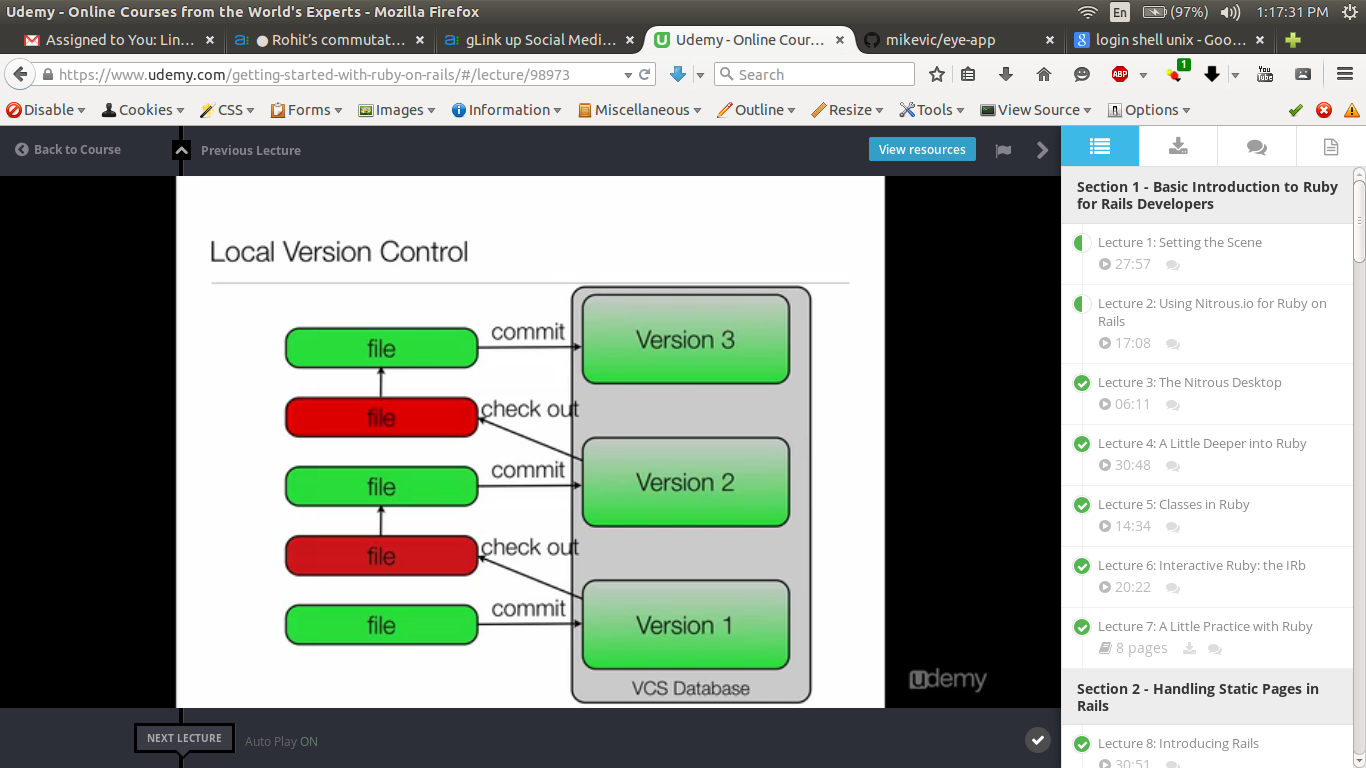 Udemy - Online Courses from the World's Experts - Mozilla Firefox
En
(97%)
1:17:31 PM
Assigned to You: Lin... ×
a: ● Rohit's commutat... ×
a: gLink up Social Medi... ×
Udemy - Online Cour... ×
mikevic/eye-app ×
login shell unix - Goo... ×
https://www.udemy.com/getting-started-with-ruby-on-rails/#/lecture/98973
Search
ABP
1
You Tube
Disable
Cookies
CSS
Forms
Images
Information
Miscellaneous
Outline
Resize
Tools
View Source
Options
Back to Course
Previous Lecture
View resources
Local Version Control
file
commit
Version 3
file
check out
file
commit
Version 2
file
check out
file
commit
Version 1
VCS Database
udemy
NEXT LECTURE
Auto Play ON
Section 1 - Basic Introduction to Ruby
for Rails Developers
Lecture 1: Setting the Scene
27:57
Lecture 2: Using Nitrous.io for Ruby on
Rails
17:08
Lecture 3: The Nitrous Desktop
06:11
Lecture 4: A Little Deeper into Ruby
30:48
Lecture 5: Classes in Ruby
14:34
Lecture 6: Interactive Ruby: the IRb
20:22
Lecture 7: A Little Practice with Ruby
8 pages
Section 2 - Handling Static Pages in
Rails
Lecture 8: Introducing Rails
30:51